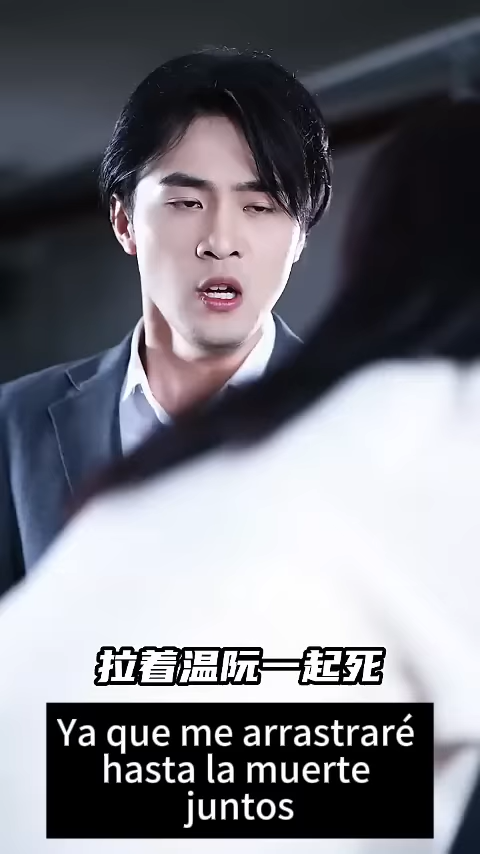 拉着温阮一起死
Ya que me arrastraré
hasta la muerte
juntos